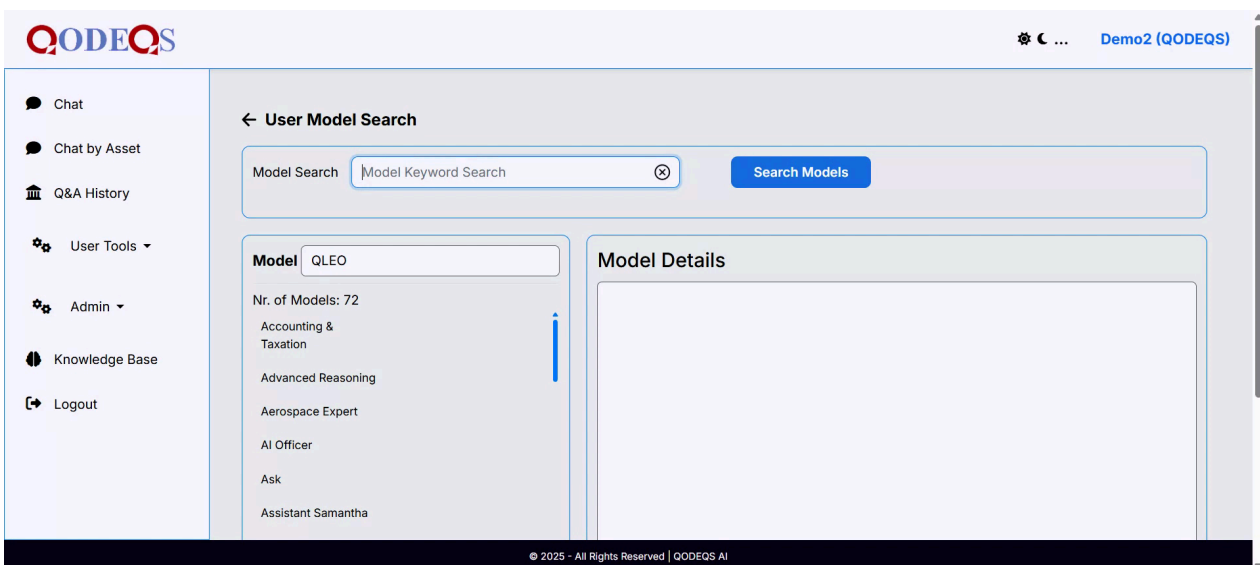 QODEQS
... Demo2 (QODEQS)
Chat
Chat by Asset
Q&A History
User Tools
Admin
Knowledge Base
Logout
User Model Search
Model Search Model Keyword Search Search Models
Model QLEO
Nr. of Models: 72
Accounting &
Taxation
Advanced Reasoning
Aerospace Expert
AI Officer
Ask
Assistant Samantha
Model Details
© 2025 - All Rights Reserved | QODEQS AI